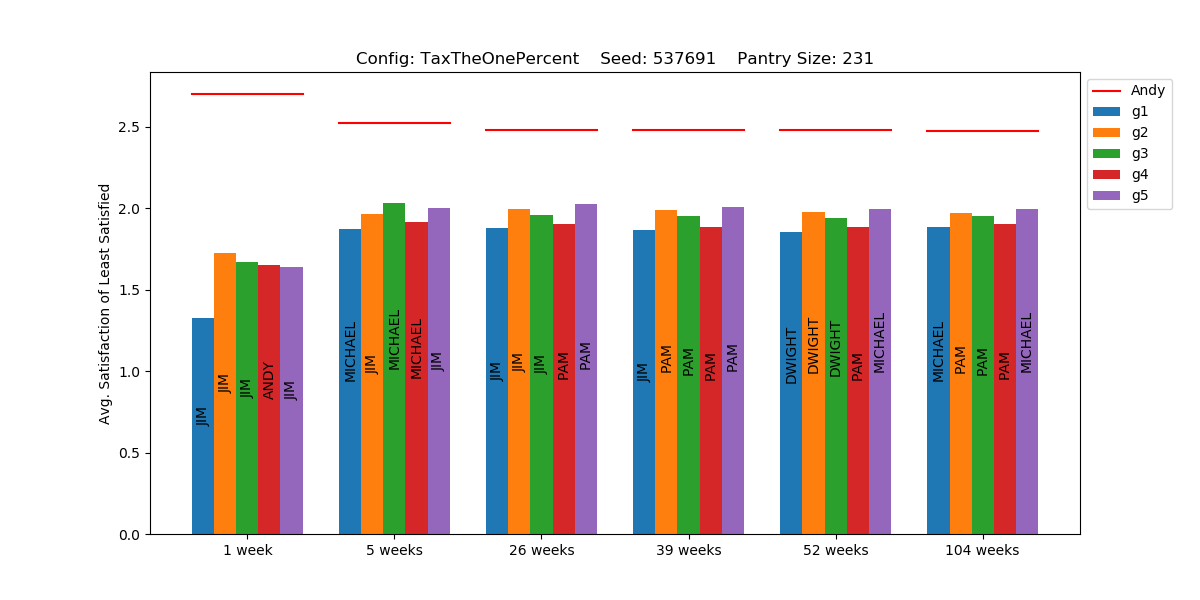 Config: TaxTheOnePercent    Seed: 537691    Pantry Size: 231
Avg. Satisfaction of Least Satisfied
2.5
2.0
1.5
1.0
0.5
0.0
JIM
JIM
JIM
ANDY
JIM
MICHAEL
JIM
MICHAEL
MICHAEL
JIM
JIM
JIM
JIM
PAM
PAM
JIM
PAM
PAM
PAM
PAM
DWIGHT
DWIGHT
DWIGHT
PAM
MICHAEL
MICHAEL
PAM
PAM
PAM
MICHAEL
1 week
5 weeks
26 weeks
39 weeks
52 weeks
104 weeks
Andy
g1
g2
g3
g4
g5